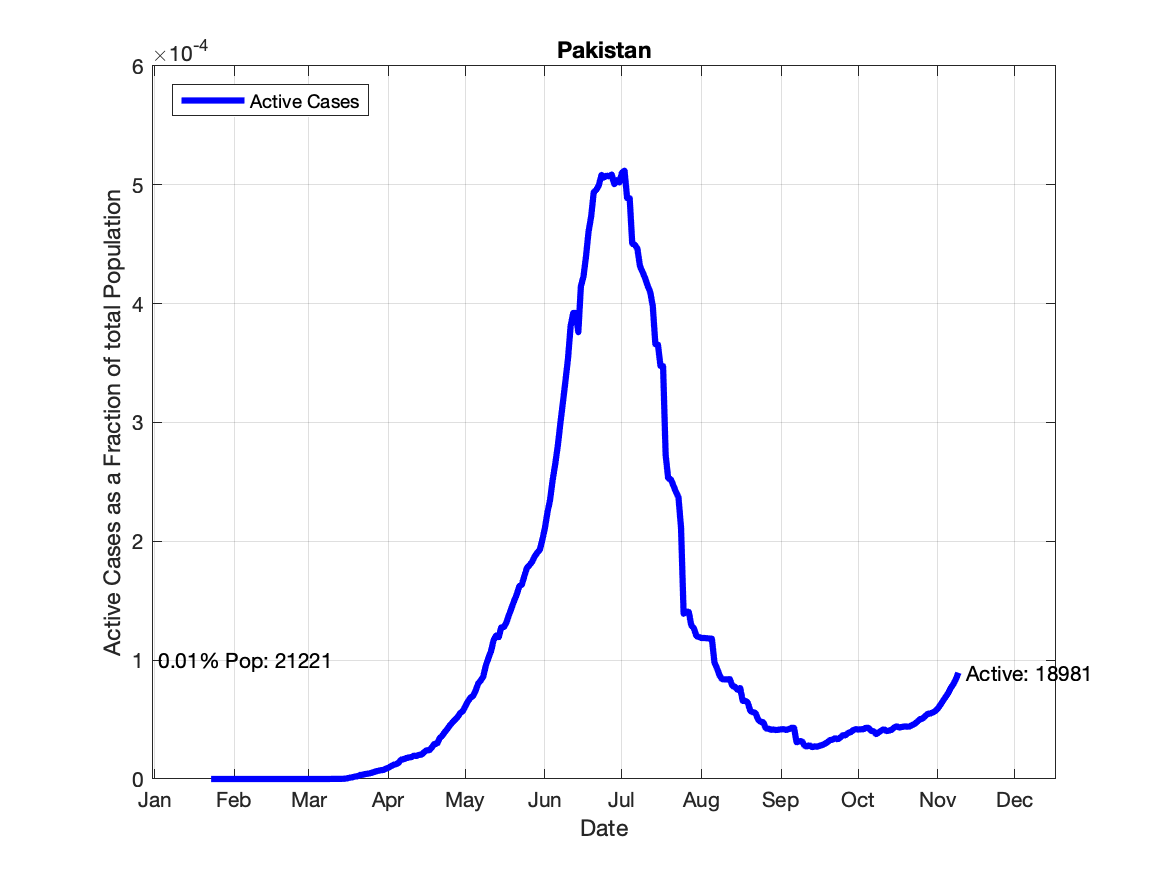 Pakistan
×10-4
6
5
4
3
2
1
0
Active Cases
Active Cases as a Fraction of total Population
0.01% Pop: 21221
Active: 18981
Jan Feb Mar Apr May Jun Jul Aug Sep Oct Nov Dec
Date